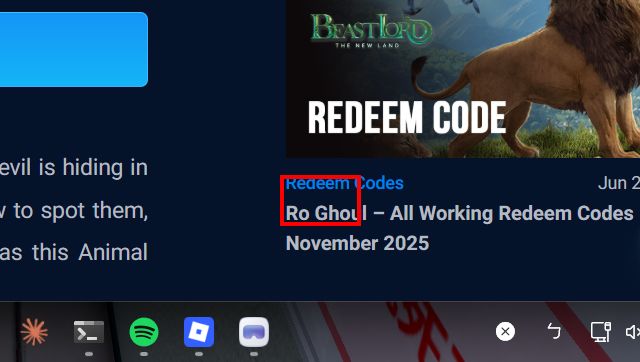 BEASTLORD
THE NEW LAND
REDEEM CODE
evil is hiding in
to spot them,
as this Animal
Redeem Codes
Jun 2
Ro Ghoul – All Working Redeem Codes
November 2025